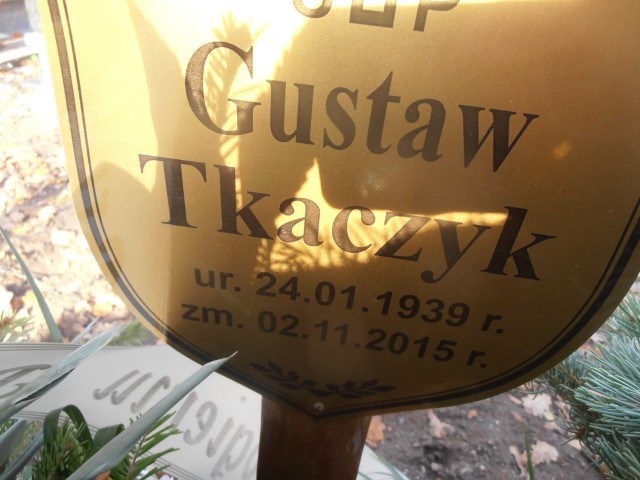 Gustaw
Tkaczyk
ur. 24.01.1939 r.
zm. 02.11.2015 r.